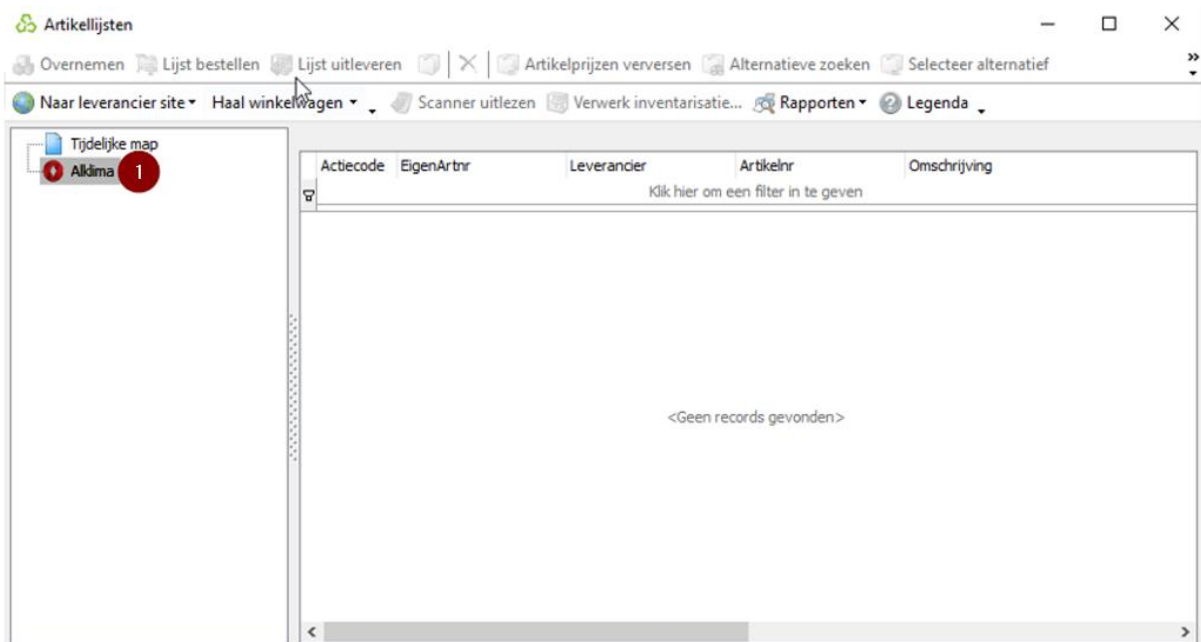 Artikellijsten
Overnemen Lijst bestellen Lijst uitleveren Artikelprijzen verversen Alternatieve zoeken Selecteer alternatief
Naar leverancier site Haal winkelwagen Scanner uitlezen Verwerk inventarisatie... Rapporten Legenda
Tijdelijke map
Alklima 1
Actiecode EigenArtnr Leverancier Artikelnr Omschrijving
Klik hier om een filter in te geven
<Geen records gevonden>